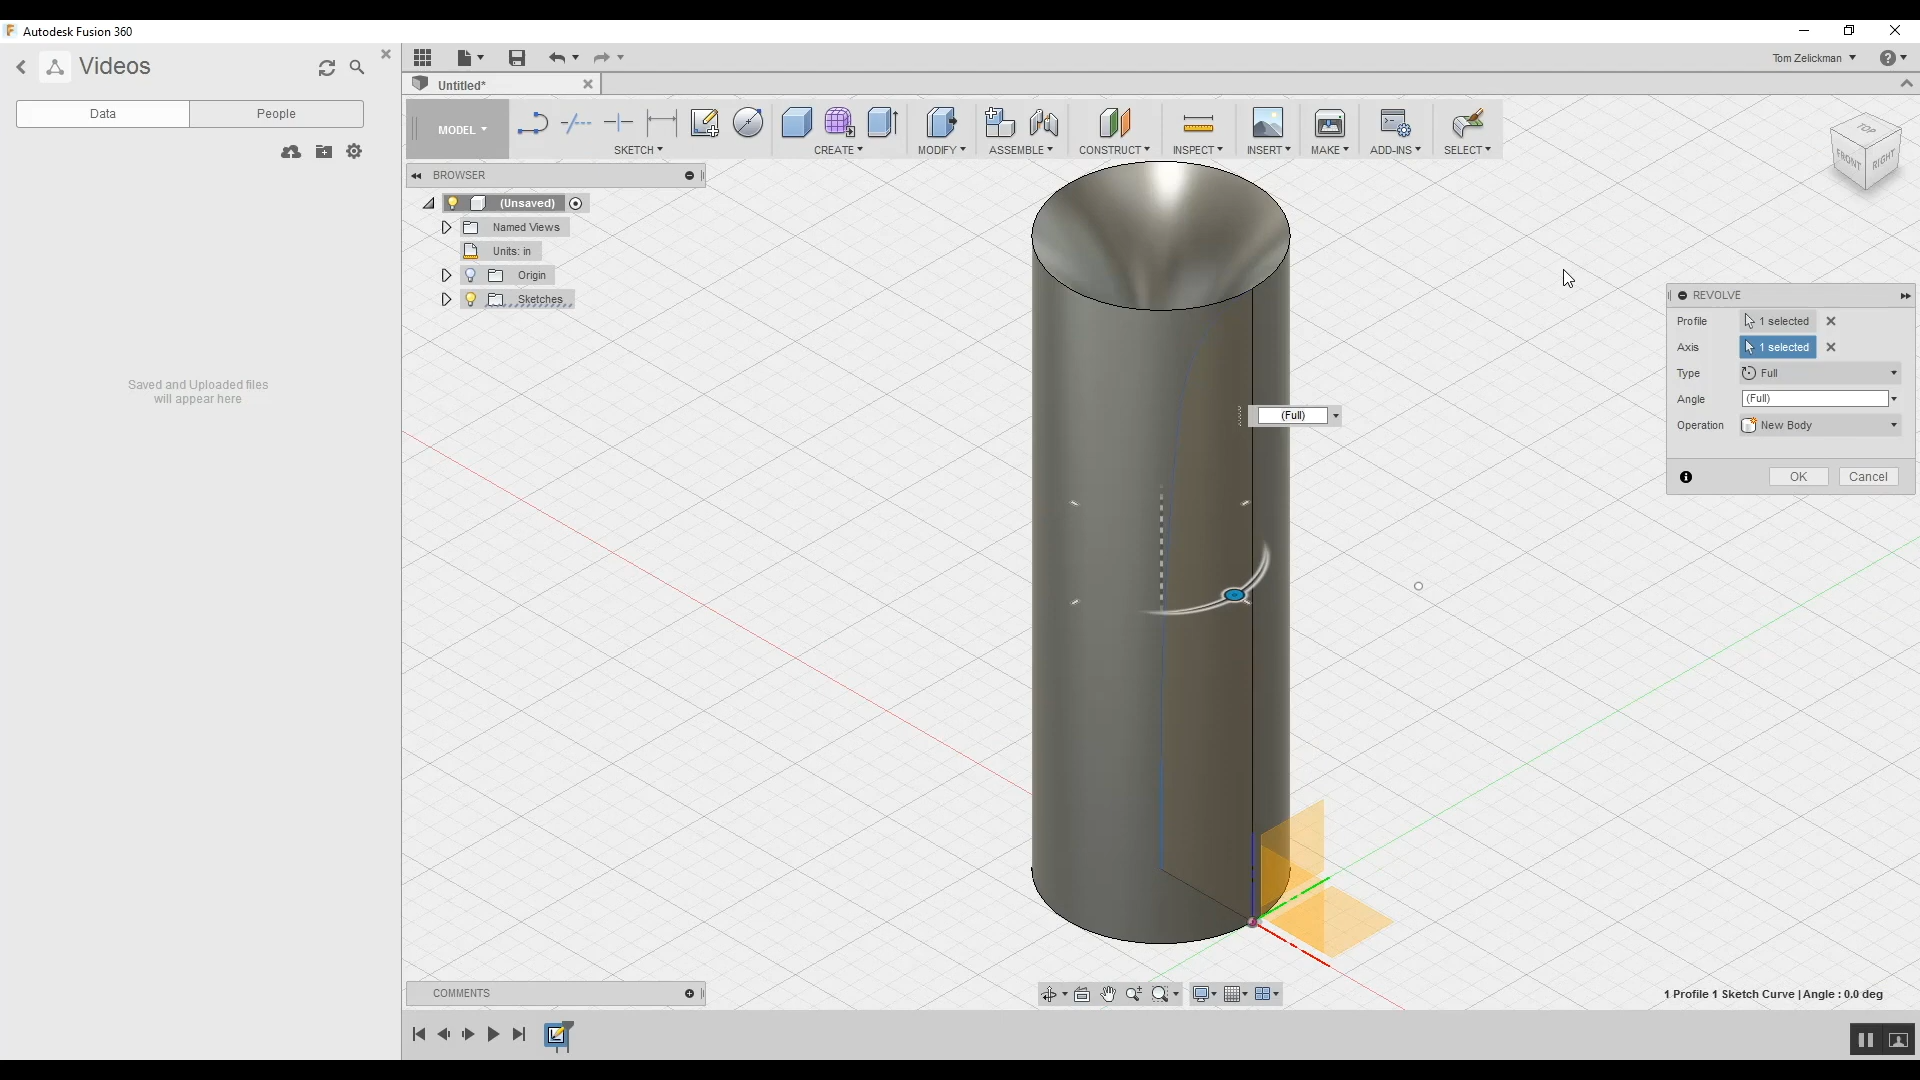 Autodesk Fusion 360
Videos
Data
People
Saved and Uploaded files
will appear here
Tom Zelickman
Untitled*
MODEL
SKETCH
CREATE
MODIFY
ASSEMBLE
CONSTRUCT
INSPECT
INSERT
MAKE
ADD-INS
SELECT
BROWSER
(Unsaved)
Named Views
Units: in
Origin
Sketches
TOP
FRONT
RIGHT
REVOLVE
Profile
1 selected
Axis
1 selected
Type
Full
Angle
(Full)
Operation
New Body
OK
Cancel
(Full)
COMMENTS
1 Profile 1 Sketch Curve | Angle : 0.0 deg